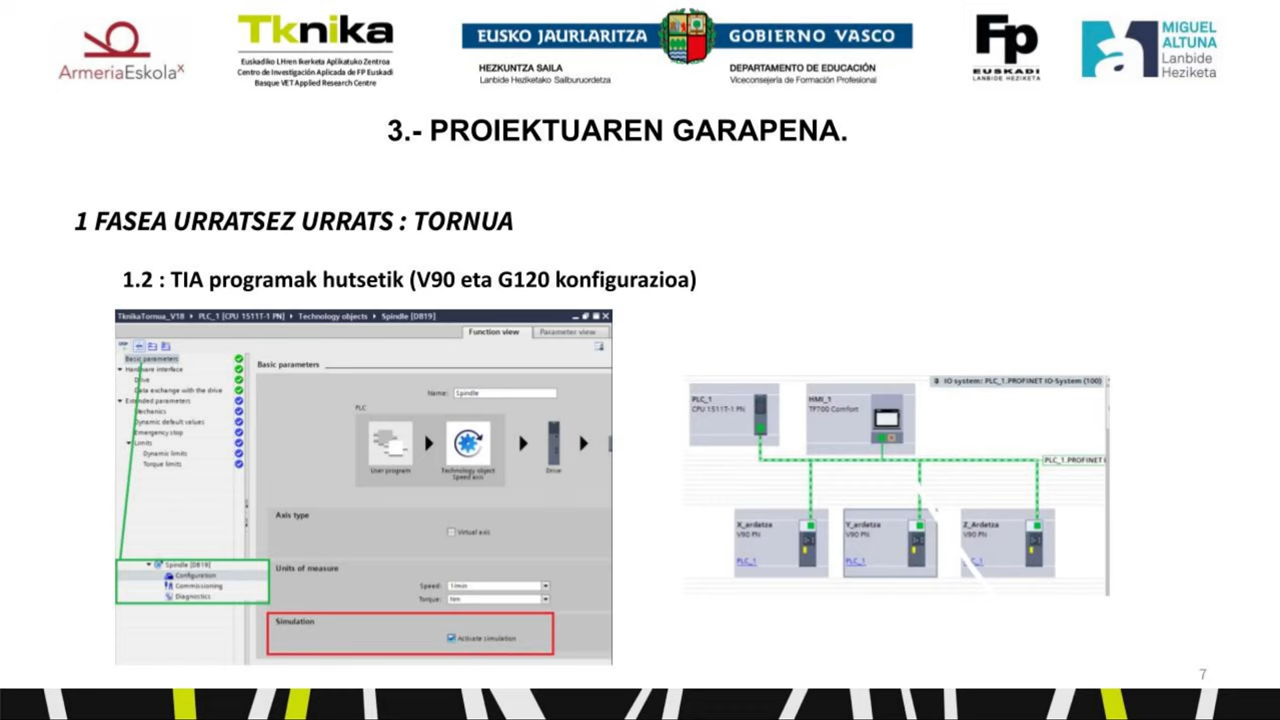 ArmeriaEskola
Tknika
Euskadiko LHren Ikerketa Aplikatuko Zentroa
Centro de Investigación Aplicada de FP Euskadi
Basque VET Applied Research Centre
EUSKO JAURLARITZA
GOBIERNO VASCO
HEZKUNTZA SAILA
Lanbide Heziketako Sailburuordetza
DEPARTAMENTO DE EDUCACIÓN
Viceconsejería de Formación Profesional
Fp
EUSKADI
LANBIDE HEZIKETA
MIGUEL
ALTUNA
Lanbide
Heziketa
3.- PROIEKTUAREN GARAPENA.
1 FASEA URRATSEZ URRATS : TORNUA
1.2 : TIA programak hutsetik (V90 eta G120 konfigurazioa)
TknikaTornua_V18 PLC_1 [CPU 1511T-1 PN] Technology objects Spindle [DB19]
Function view
Parameter view
Basic parameters
Hardware interface
Drive
Data exchange with the drive
Extended parameters
Mechanics
Dynamic default values
Emergency stop
Limits
Dynamic limits
Torque limits
Spindle [DB19]
Configuration
Commissioning
Diagnostics
Basic parameters
Name: Spindle
PLC
User program
Technology object
Speed axis
Drive
Axis type
Virtual axis
Units of measure
Speed: 1/min
Torque: Nm
Simulation
Activate simulation
IO system: PLC_1.PROFINET IO-System (100)
PLC_1
CPU 1511T-1 PN
HMI_1
TP700 Comfort
PLC_1.PROFINET I
X_ardatza
V90 PN
PLC_1
Y_ardatza
V90 PN
PLC_1
Z_Ardatza
V90 PN
PLC_1
7